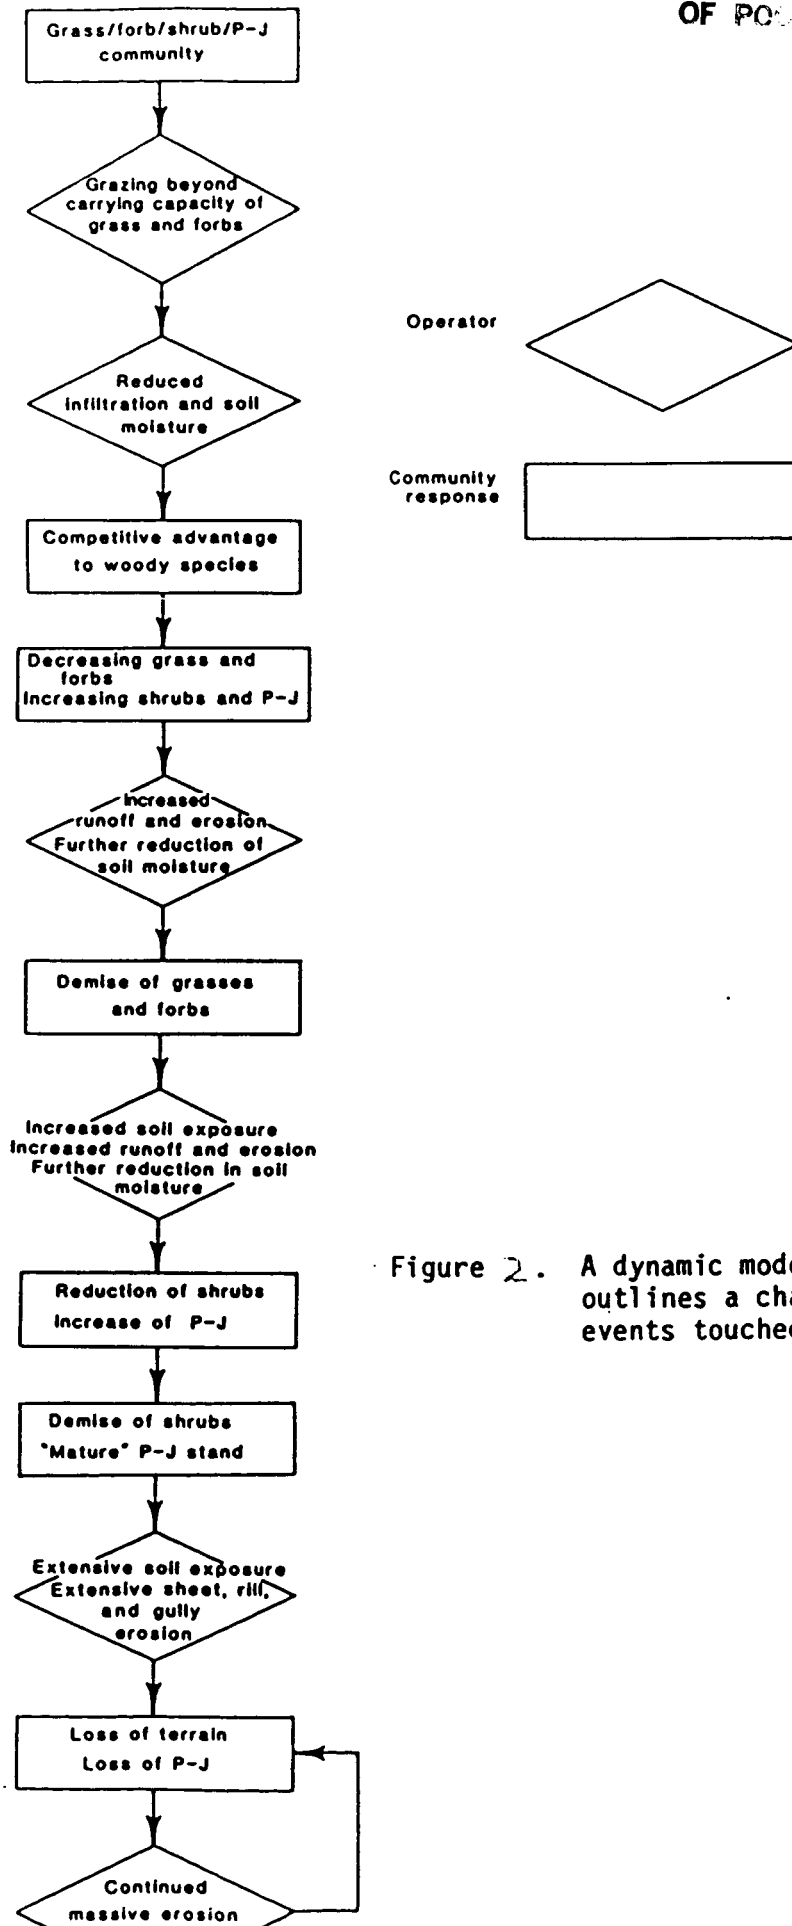 OF
Grass/forb/shrub/P-J
community
Grazing beyond
carrying capacity of
grass and forbs
Operator
Reduced
infiltration and soil
moisture
Community
response
Competitive advantage
to woody species
Decreasing grass and
forbs
Increasing shrubs and P-J
Increased
runoff and erosion
Further reduction of
soil moisture
Demise of grasses
and forbs
Increased soil exposure
Increased runoff and erosion
Further reduction in soil
moisture
Figure 2. A dynamic mod
outlines a cha
events touched
Reduction of shrubs
Increase of P-J
Demise of shrubs
"Mature" P-J stand
Extensive soil exposure
Extensive sheet, rill,
and gully
erosion
Loss of terrain
Loss of P-J
Continued
massive erosion